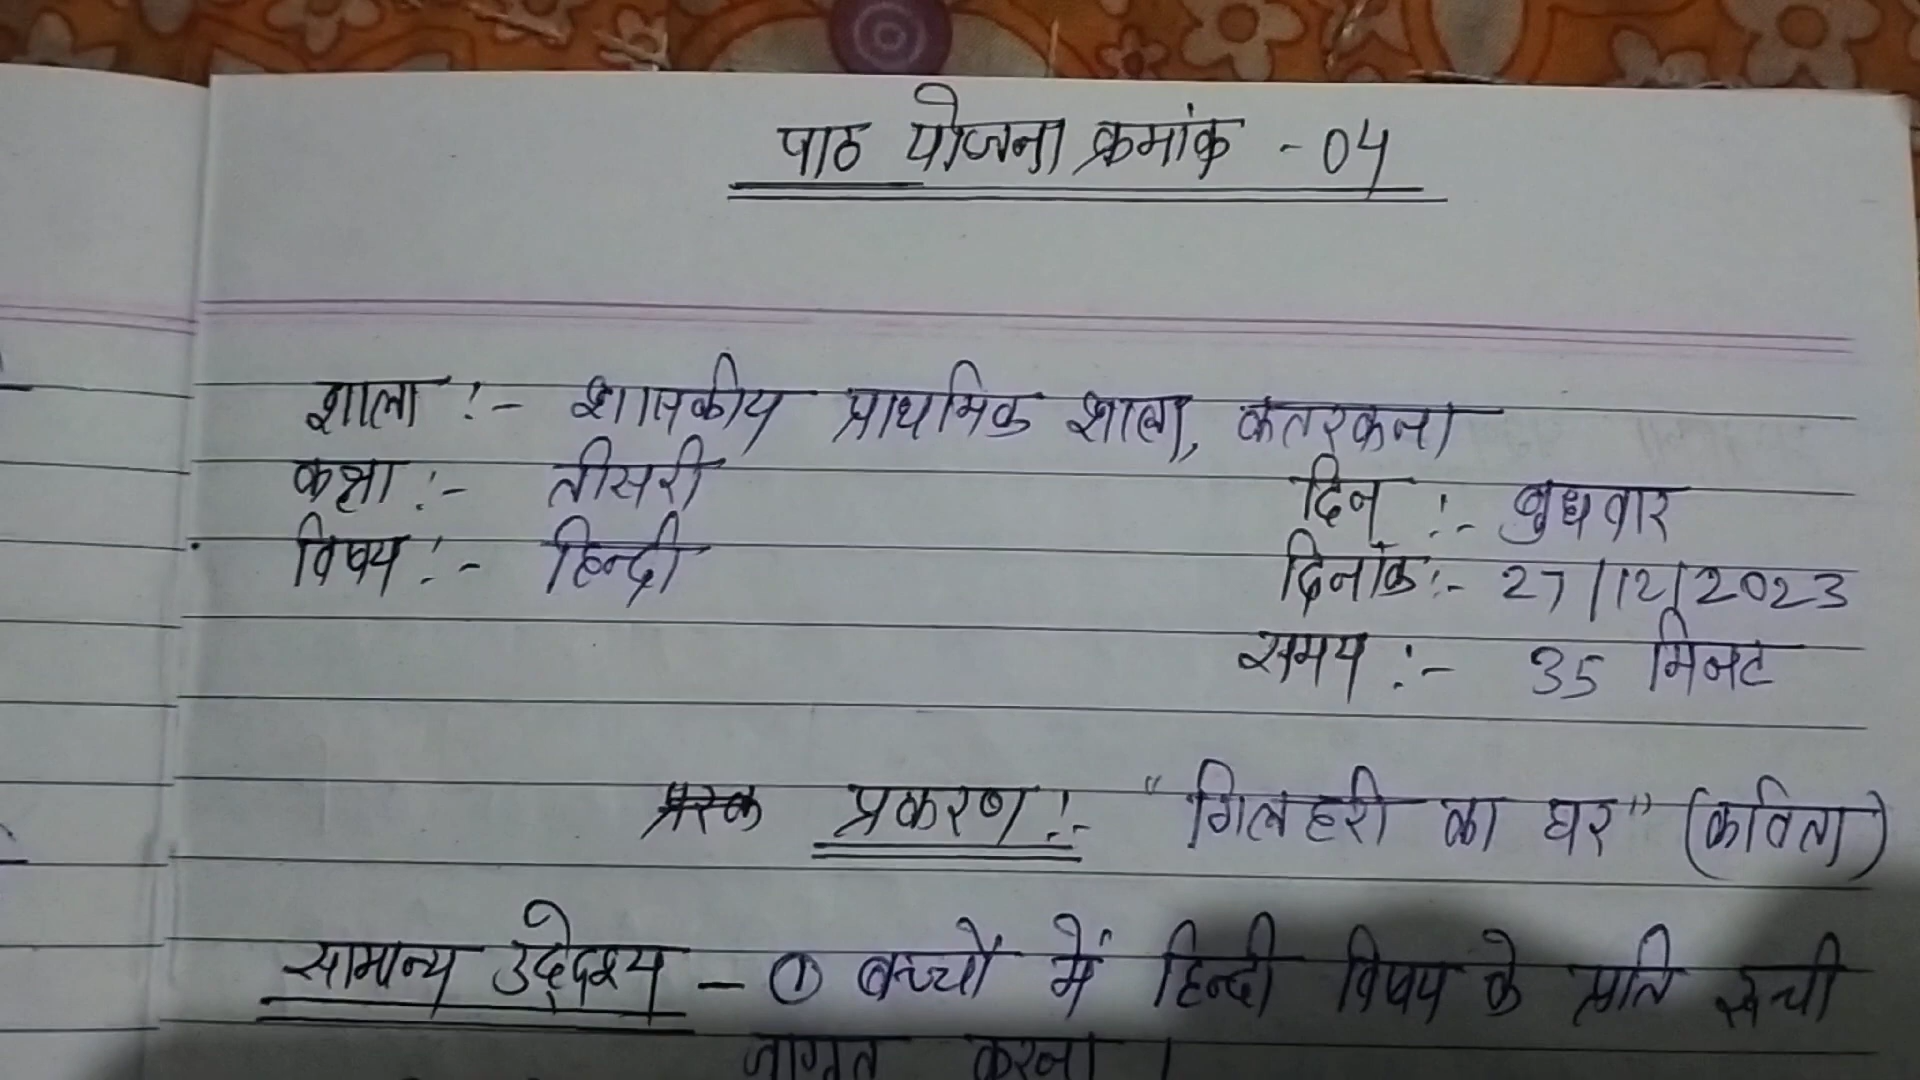 पाठ योजना क्रमांक - 04
शाला :- शासकीय प्राथमिक शाला, कतरकना
कक्षा :- तीसरी
दिन :- बुधवार
विषय :- हिन्दी
दिनांक :- 27/12/2023
समय :- 35 मिनट
प्रकरण :- "गिलहरी का घर" (कविता)
सामान्य उद्देश्य - ① बच्चों में हिन्दी विषय के प्रति रूची
जागृत करना ।